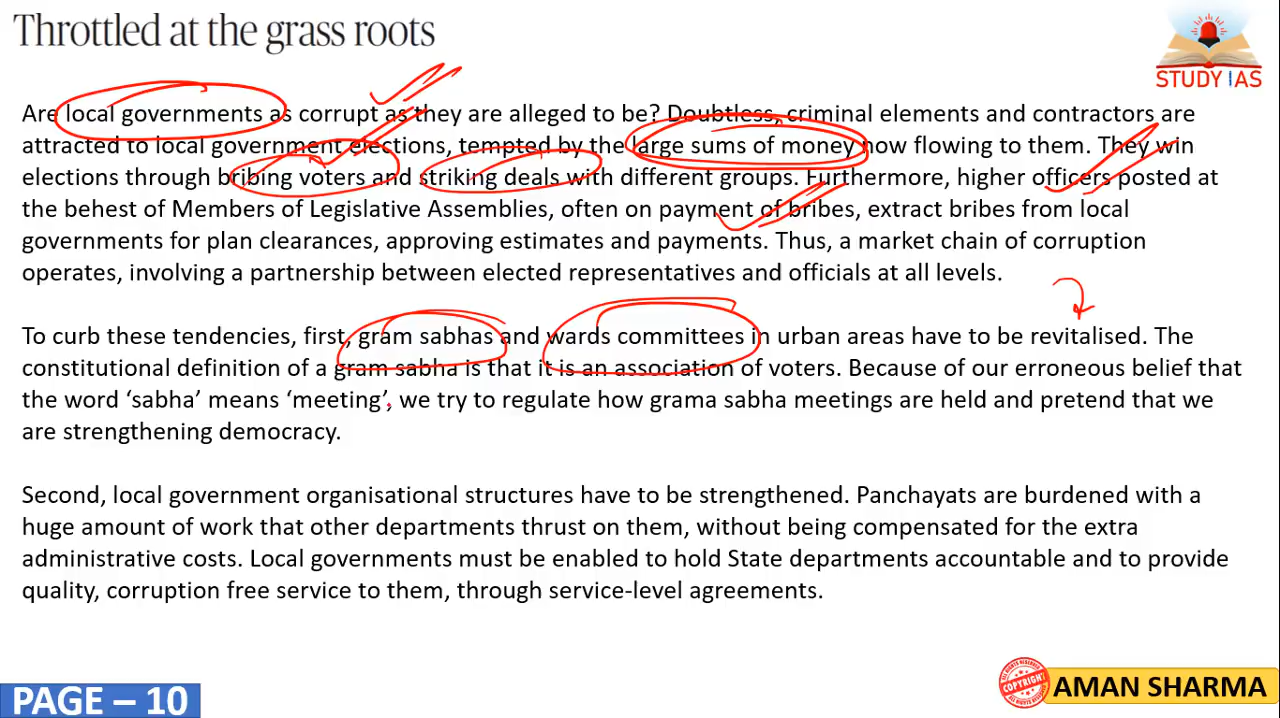 Throttled at the grass roots
STUDY IAS
Are local governments as corrupt as they are alleged to be? Doubtless, criminal elements and contractors are
attracted to local government elections, tempted by the large sums of money now flowing to them. They win
elections through bribing voters and striking deals with different groups. Furthermore, higher officers posted at
the behest of Members of Legislative Assemblies, often on payment of bribes, extract bribes from local
governments for plan clearances, approving estimates and payments. Thus, a market chain of corruption
operates, involving a partnership between elected representatives and officials at all levels.
To curb these tendencies, first, gram sabhas and wards committees in urban areas have to be revitalised. The
constitutional definition of a gram sabha is that it is an association of voters. Because of our erroneous belief that
the word ‘sabha’ means ‘meeting’, we try to regulate how grama sabha meetings are held and pretend that we
are strengthening democracy.
Second, local government organisational structures have to be strengthened. Panchayats are burdened with a
huge amount of work that other departments thrust on them, without being compensated for the extra
administrative costs. Local governments must be enabled to hold State departments accountable and to provide
quality, corruption free service to them, through service-level agreements.
PAGE – 10
COPYRIGHT
AMAN SHARMA